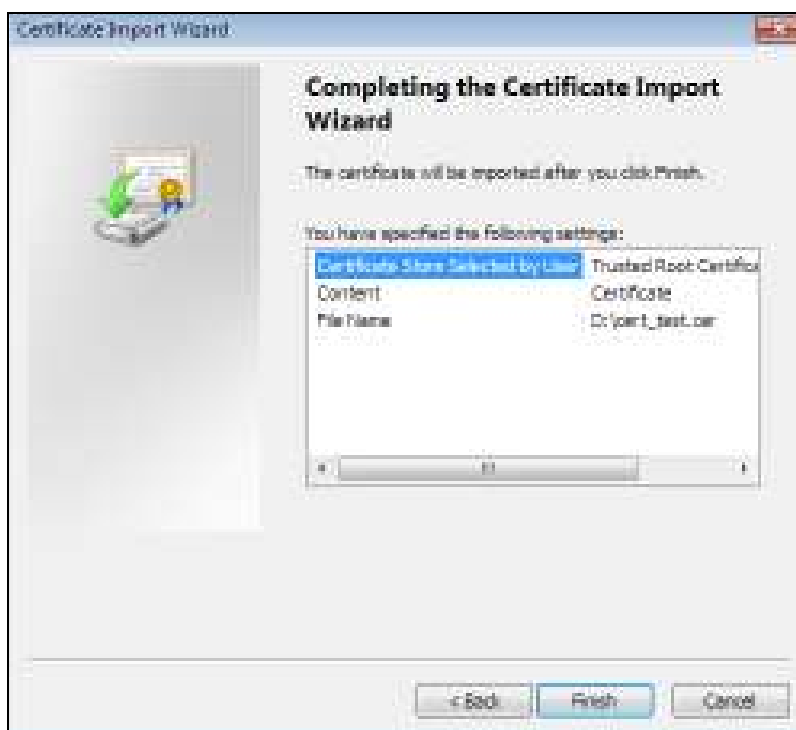 Certificate Import Wizard
Completing the Certificate Import
Wizard
The certificate will be imported after you click Finish.
You have specified the following settings:
Certificate Store Selected by User Trusted Root Certifica
Content Certificate
File Name
< Back Finish Cancel